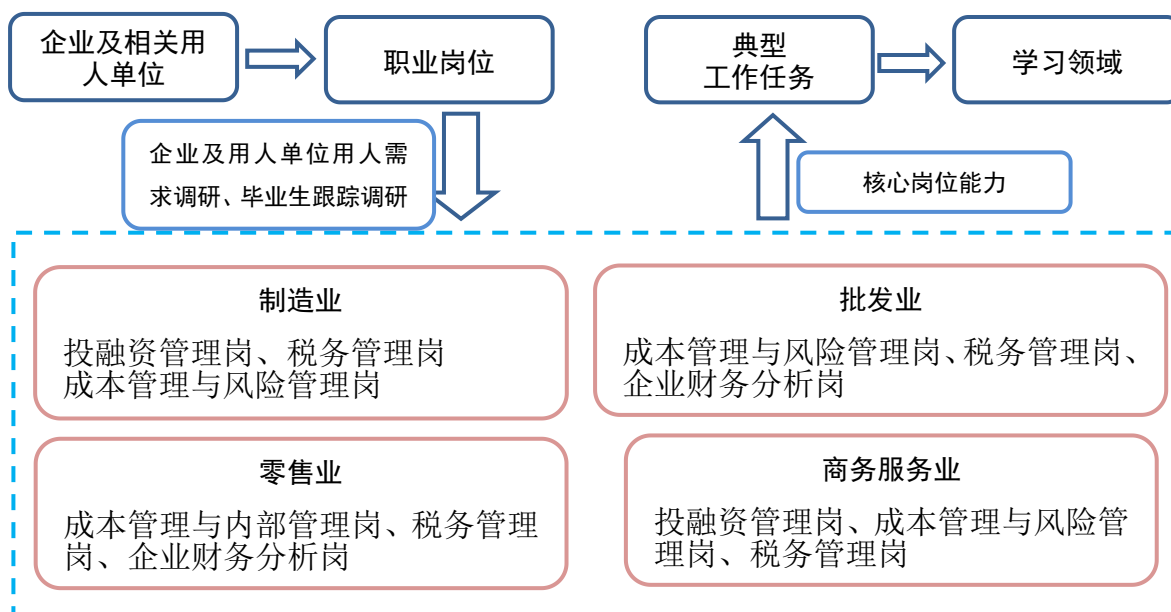 企业及相关用
人单位
职业岗位
典型
工作任务
学习领域
企业及用人单位用人需
求调研、毕业生跟踪调研
核心岗位能力
制造业
投融资管理岗、税务管理岗
成本管理与风险管理岗
批发业
成本管理与风险管理岗、税务管理岗、
企业财务分析岗
零售业
成本管理与内部管理岗、税务管理
岗、企业财务分析岗
商务服务业
投融资管理岗、成本管理与风险管
理岗、税务管理岗